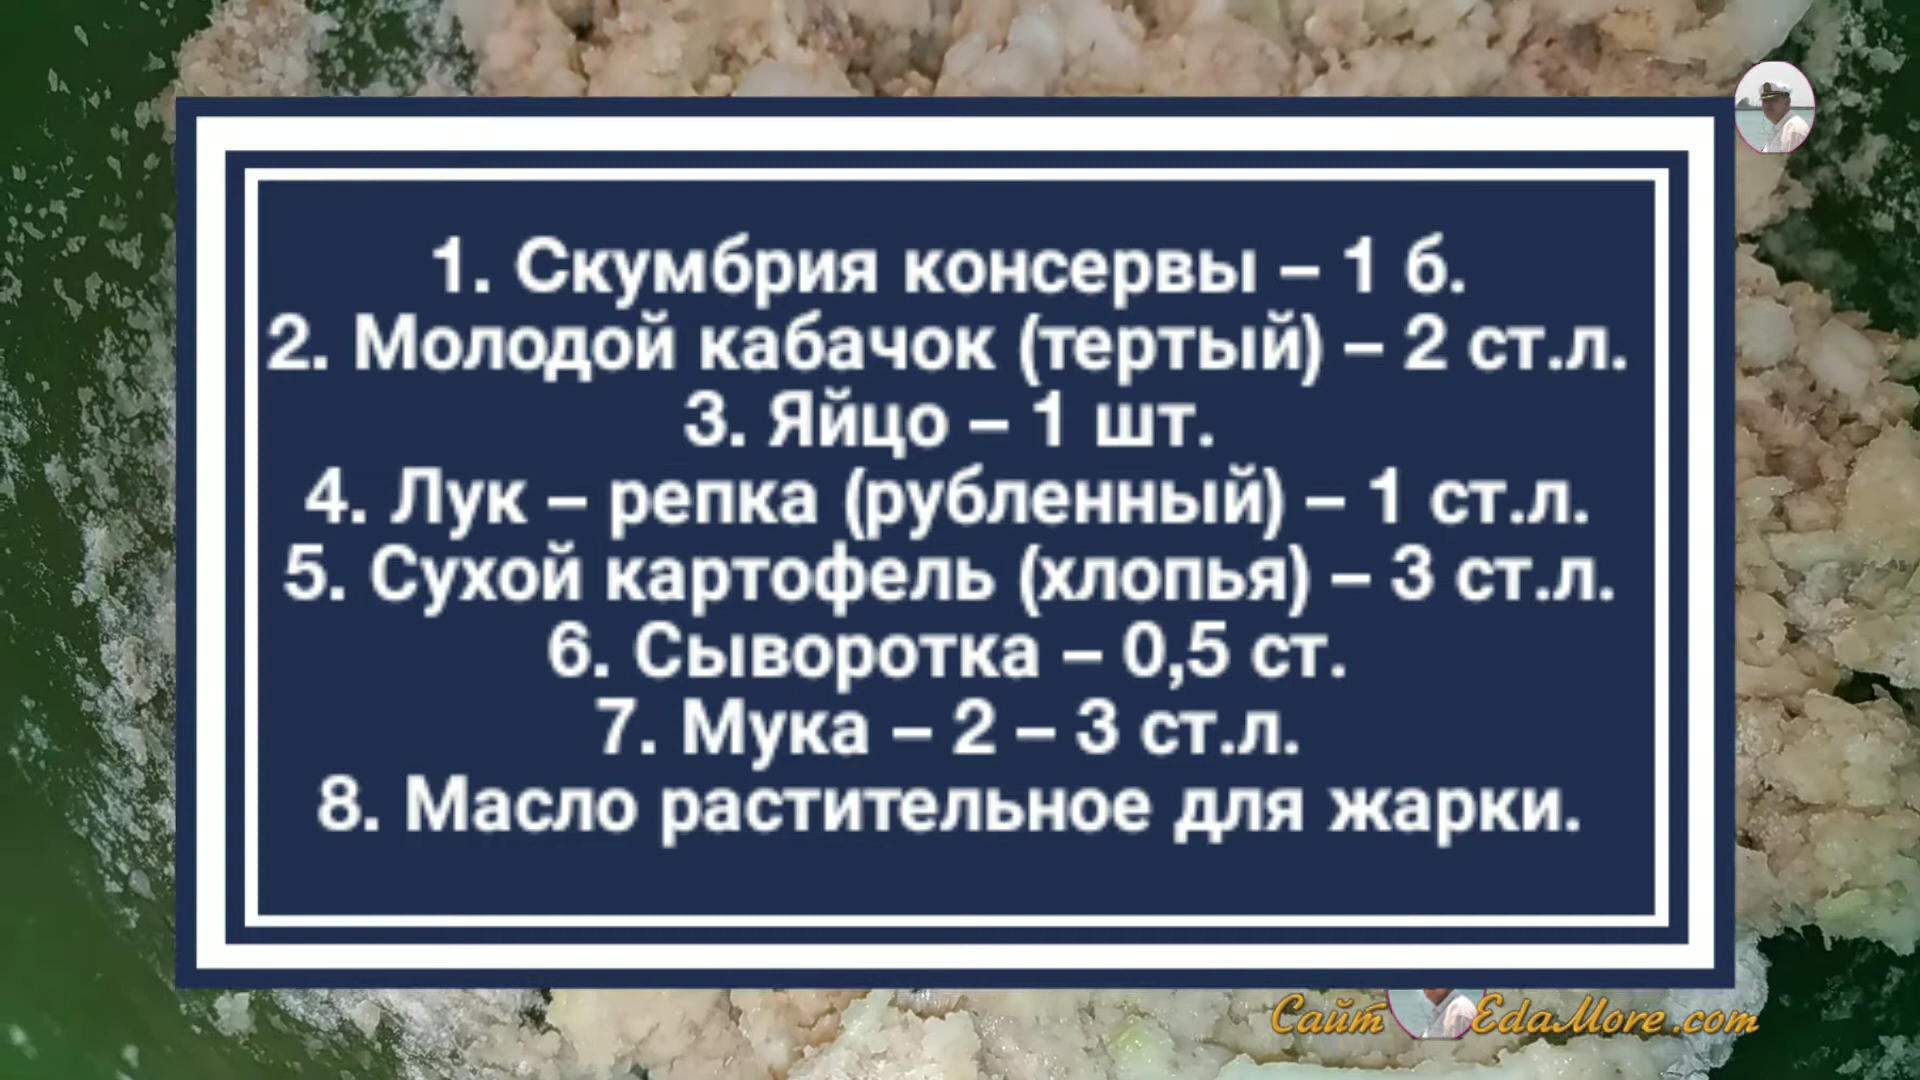 1. Скумбрия консервы – 1 б.
2. Молодой кабачок (тертый) – 2 ст.л.
3. Яйцо – 1 шт.
4. Лук – репка (рубленный) – 1 ст.л.
5. Сухой картофель (хлопья) – 3 ст.л.
6. Сыворотка – 0,5 ст.
7. Мука – 2 – 3 ст.л.
8. Масло растительное для жарки.
Сайт EdaMore.com